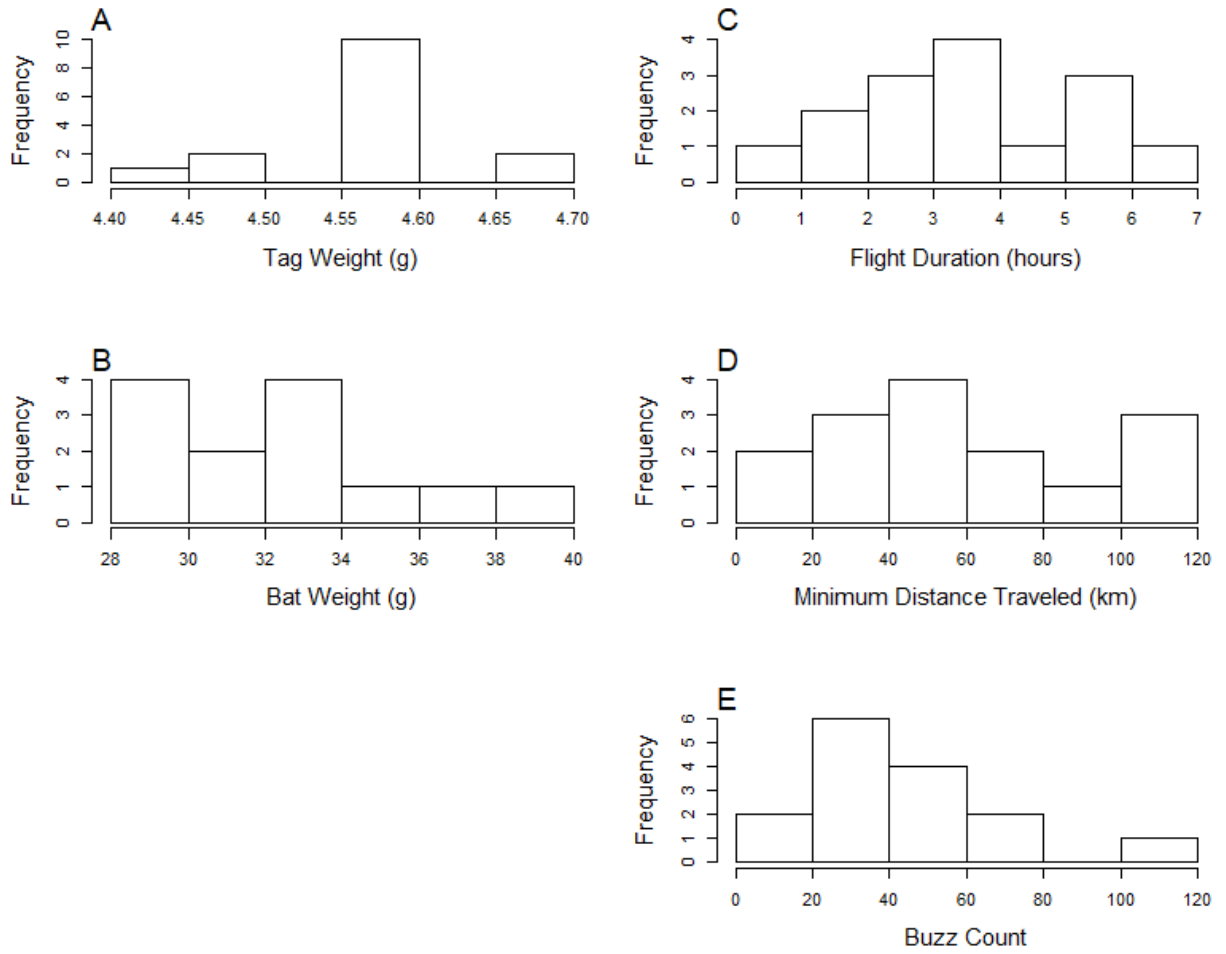 A
Frequency
0 2 4 6 8 10
4.40 4.45 4.50 4.55 4.60 4.65 4.70
Tag Weight (g)
B
Frequency
0 1 2 3 4
28 30 32 34 36 38 40
Bat Weight (g)
C
Frequency
0 1 2 3 4
0 1 2 3 4 5 6 7
Flight Duration (hours)
D
Frequency
0 1 2 3 4
0 20 40 60 80 100 120
Minimum Distance Traveled (km)
E
Frequency
0 1 2 3 4 5 6
0 20 40 60 80 100 120
Buzz Count